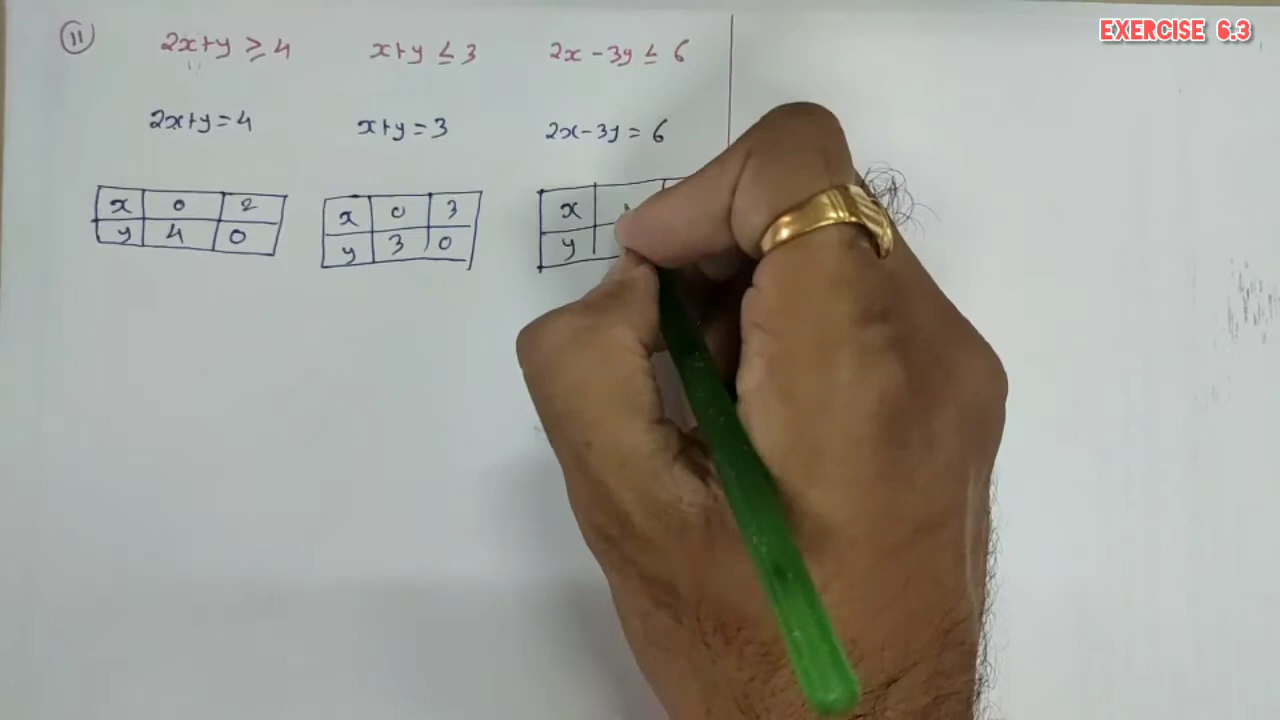 EXERCISE 6.3
11 2x+y ≥ 4 x+y ≤ 3 2x-3y ≤ 6
2x+y=4 x+y=3 2x-3y=6
x 0 2 x 0 3 x
y 4 0 y 3 0 y